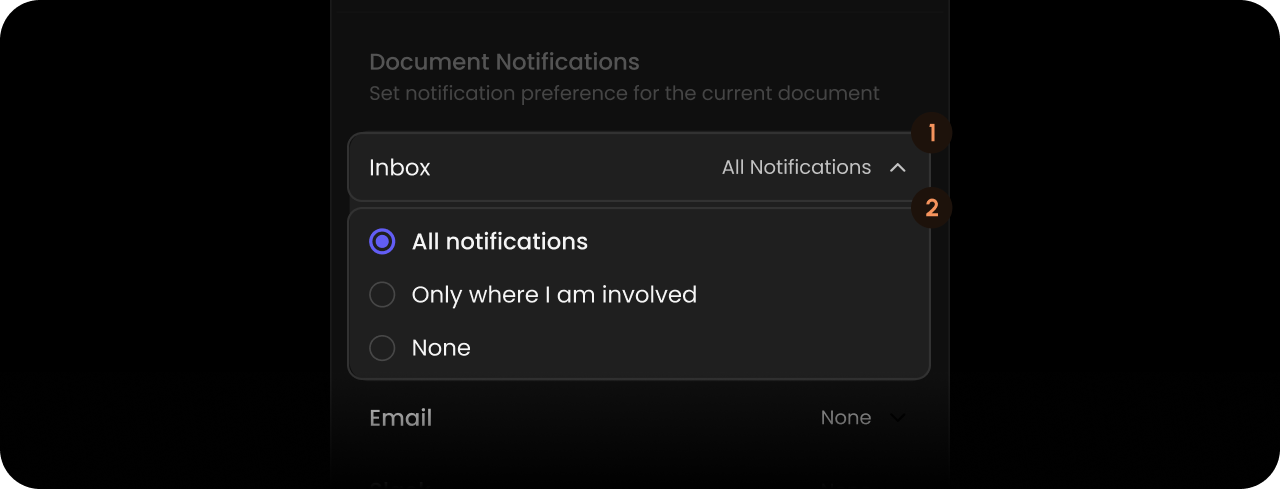 Document Notifications
Set notification preference for the current document
1
Inbox All Notifications
2
All notifications
Only where I am involved
None
Email None